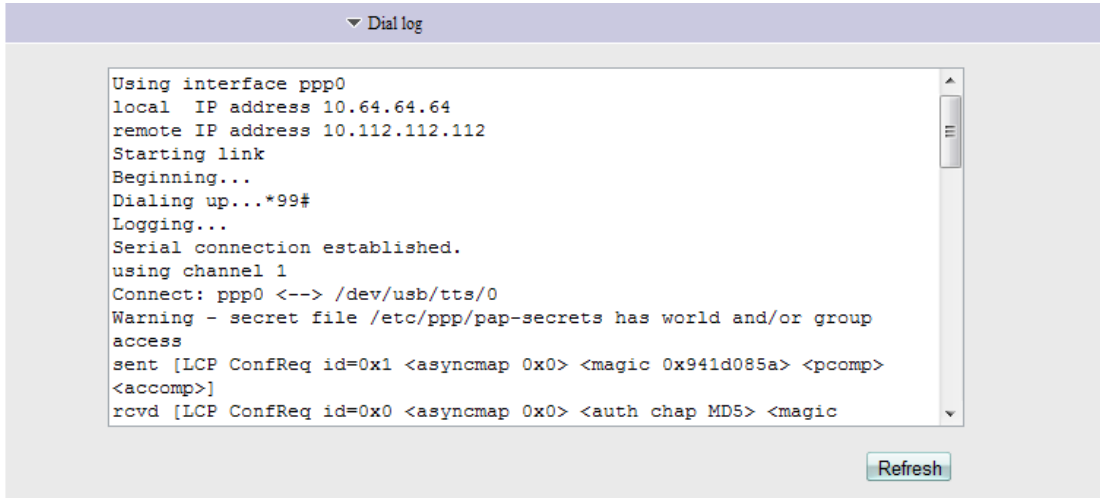 Dial log
Using interface ppp0
local  IP address 10.64.64.64
remote IP address 10.112.112.112
Starting link
Beginning...
Dialing up...*99#
Logging...
Serial connection established.
using channel 1
Connect: ppp0 <--> /dev/usb/tts/0
Warning - secret file /etc/ppp/pap-secrets has world and/or group
access
sent [LCP ConfReq id=0x1 <asyncmap 0x0> <magic 0x941d085a> <pcomp>
<accomp>]
rcvd [LCP ConfReq id=0x0 <asyncmap 0x0> <auth chap MD5> <magic
Refresh